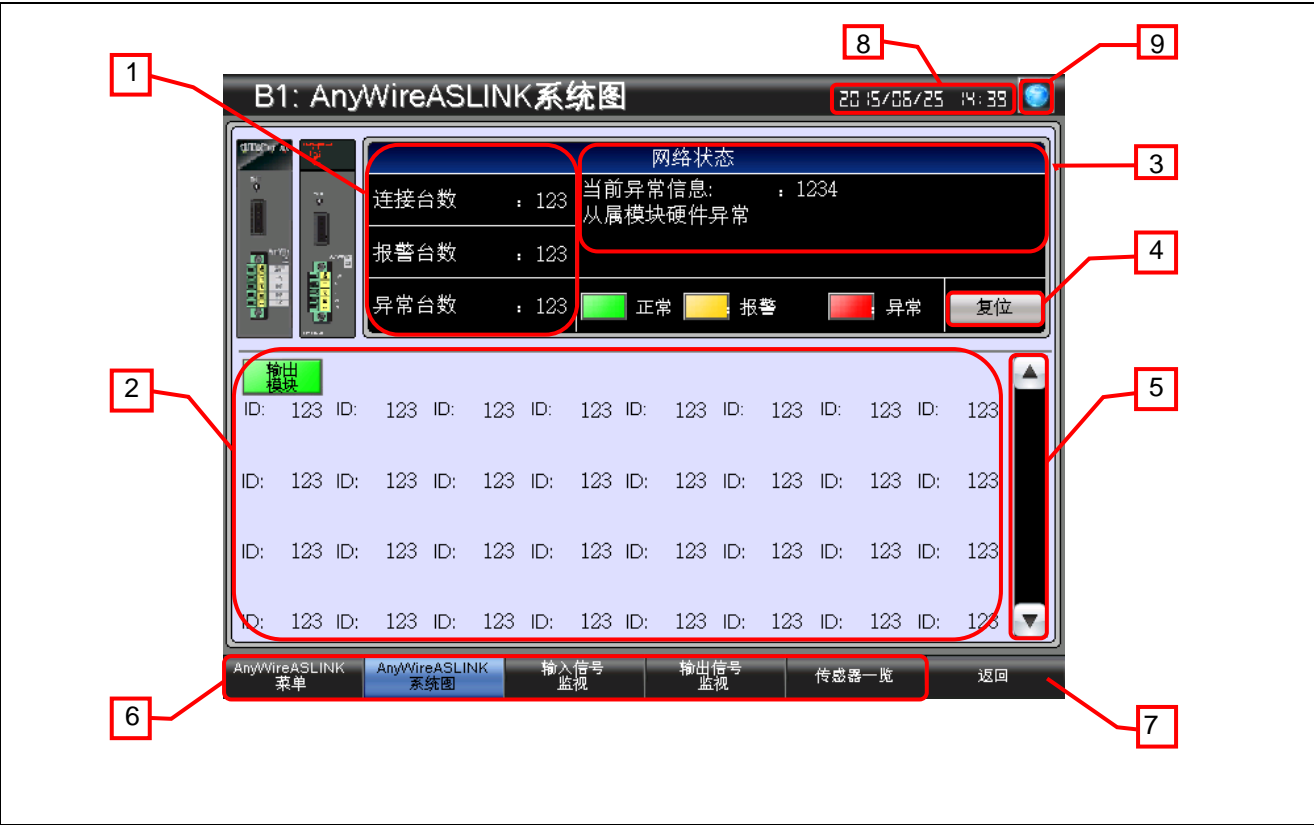 8
9
1
B1: AnyWireASLINK系统图
2015/06/25 14:39
网络状态
3
连接台数 : 123
当前异常信息: : 1234
从属模块硬件异常
报警台数 : 123
4
异常台数 : 123
正常
: 报警
: 异常
复位
2
输出
模块
5
ID: 123 ID: 123 ID: 123 ID: 123 ID: 123 ID: 123 ID: 123 ID: 123
ID: 123 ID: 123 ID: 123 ID: 123 ID: 123 ID: 123 ID: 123 ID: 123
ID: 123 ID: 123 ID: 123 ID: 123 ID: 123 ID: 123 ID: 123 ID: 123
ID: 123 ID: 123 ID: 123 ID: 123 ID: 123 ID: 123 ID: 123 ID: 123
AnyWireASLINK
菜单
AnyWireASLINK
系统图
输入信号
监视
输出信号
监视
传感器一览
返回
6
7